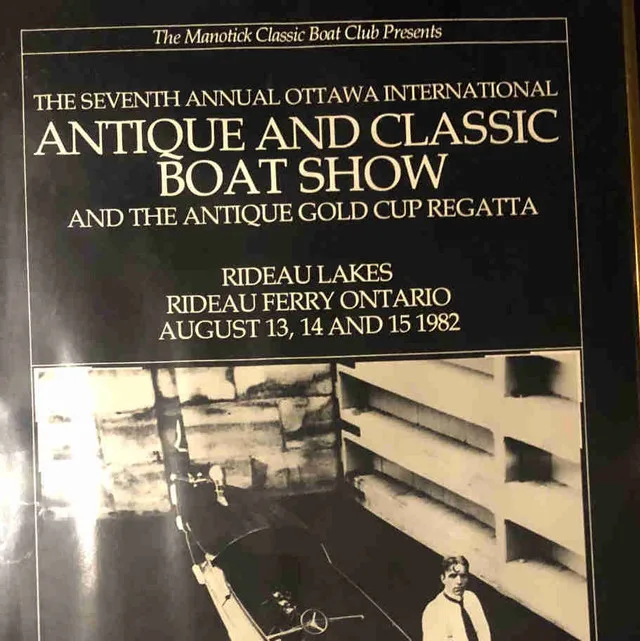 The Manotick Classic Boat Club Presents
THE SEVENTH ANNUAL OTTAWA INTERNATIONAL
ANTIQUE AND CLASSIC
BOAT SHOW
AND THE ANTIQUE GOLD CUP REGATTA
RIDEAU LAKES
RIDEAU FERRY ONTARIO
AUGUST 13, 14 AND 15 1982